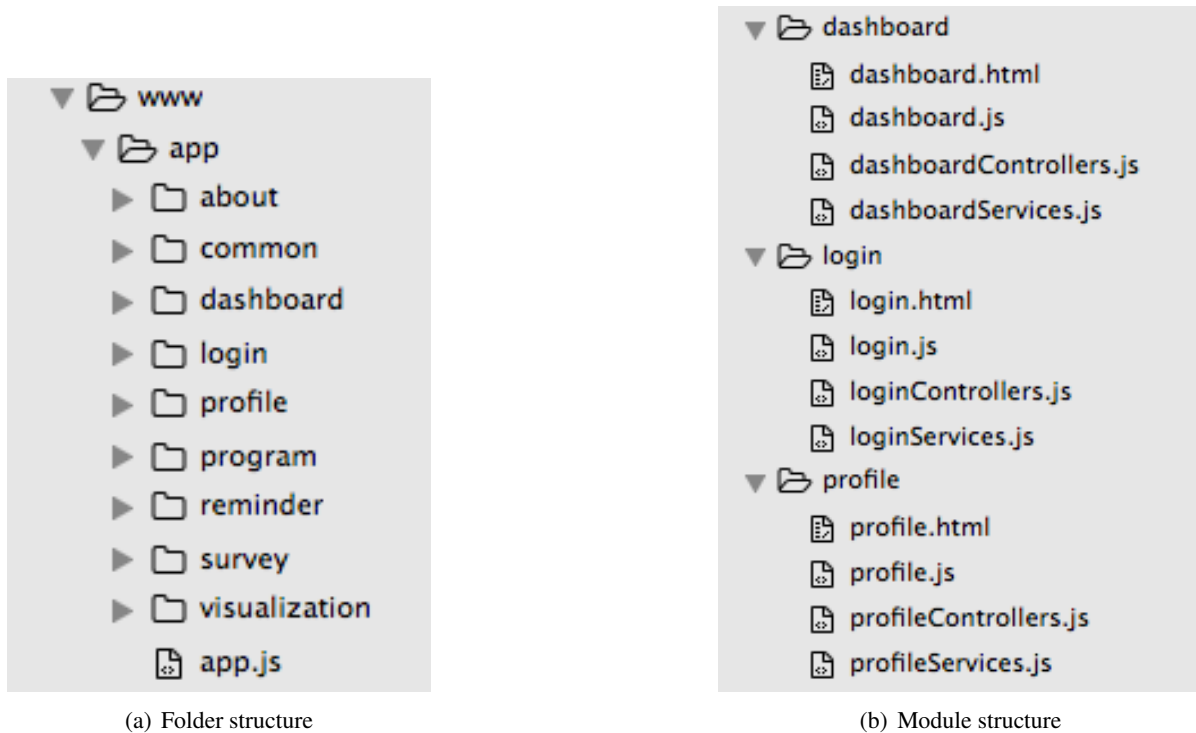 www
app
about
common
dashboard
login
profile
program
reminder
survey
visualization
app.js
(a) Folder structure
dashboard
dashboard.html
dashboard.js
dashboardControllers.js
dashboardServices.js
login
login.html
login.js
loginControllers.js
loginServices.js
profile
profile.html
profile.js
profileControllers.js
profileServices.js
(b) Module structure